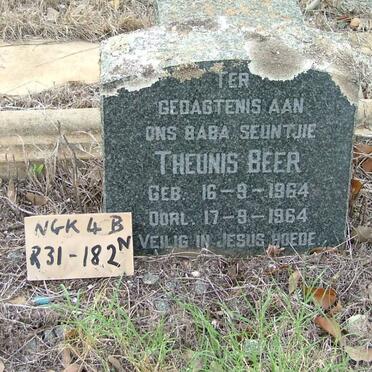 TER
GEDAGTENIS AAN
ONS BABA SEUNTJIE
THEUNIS BEER
GEB. 16-9-1964
OORL. 17-9-1964
VEILIG IN JESUS HOEDE.
NGK 4 B
R31-182N